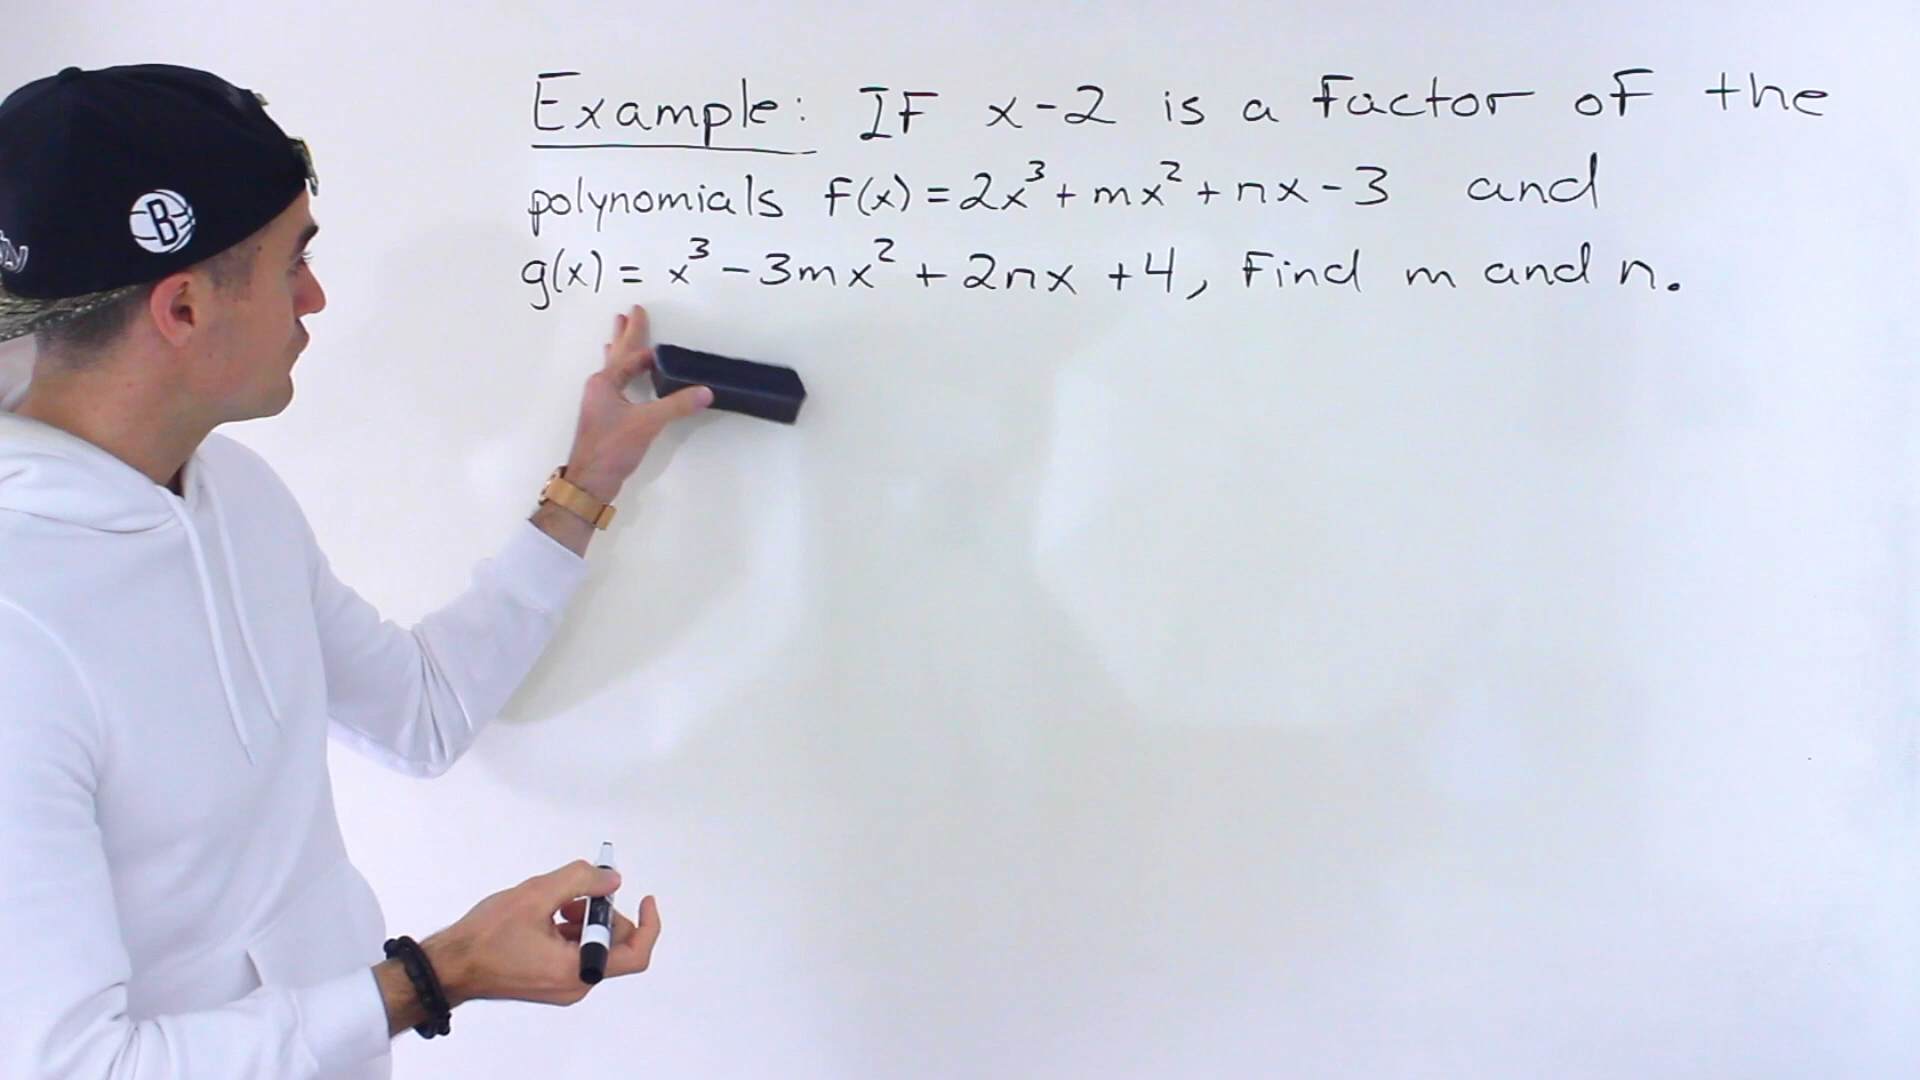 Example: IF x-2 is a factor of the
polynomials f(x) = 2x³ + mx² + nx - 3 and
g(x) = x³ - 3mx² + 2nx + 4, Find m and n.
B